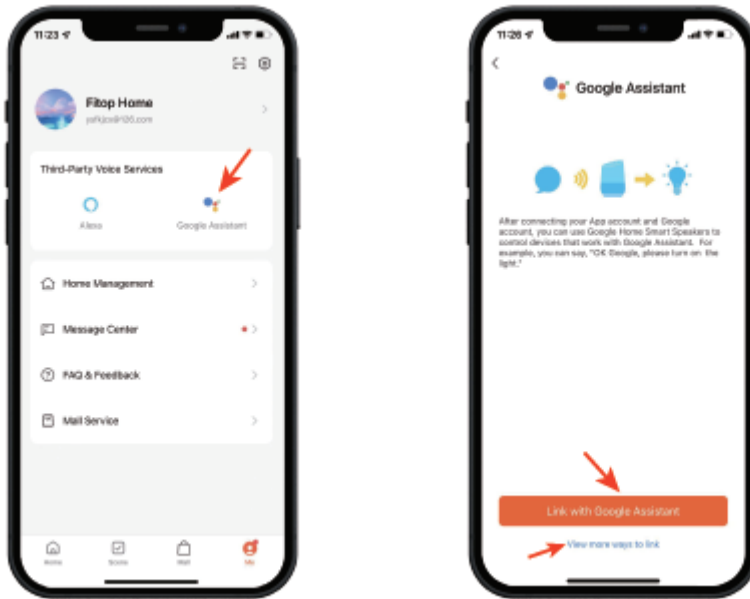 11:23
Fitop Home
Third-Party Voice Services
Alexa
Google Assistant
Home Management
Message Center
FAQ & Feedback
Mall Service
Home
Scene
Mall
Me
11:26
Google Assistant
After connecting your App account and Google
account, you can use Google Home Smart Speakers to
control devices that work with Google Assistant. For
example, you can say, "OK Google, please turn on the
light."
Link with Google Assistant
View more ways to link